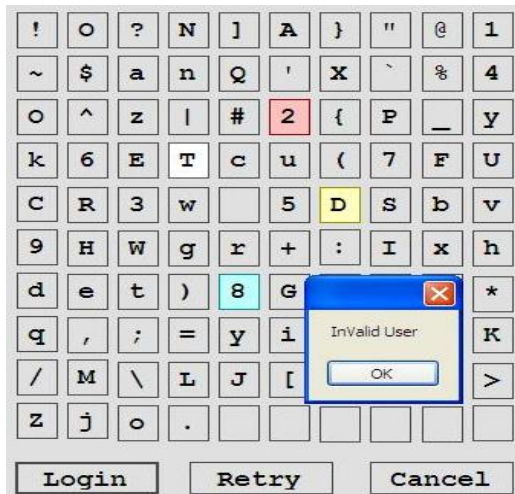 ! O ? N ] A } " @ 1
~ $ a n Q ' X ` % 4
O ^ z | # 2 { P _ y
k 6 E T c u ( 7 F U
C R 3 w 5 D S b v
9 H W g r + : I x h
d e t ) 8 G *
q , ; = y i K
/ M \ L J [ >
Z j o .
InValid User
OK
Login Retry Cancel